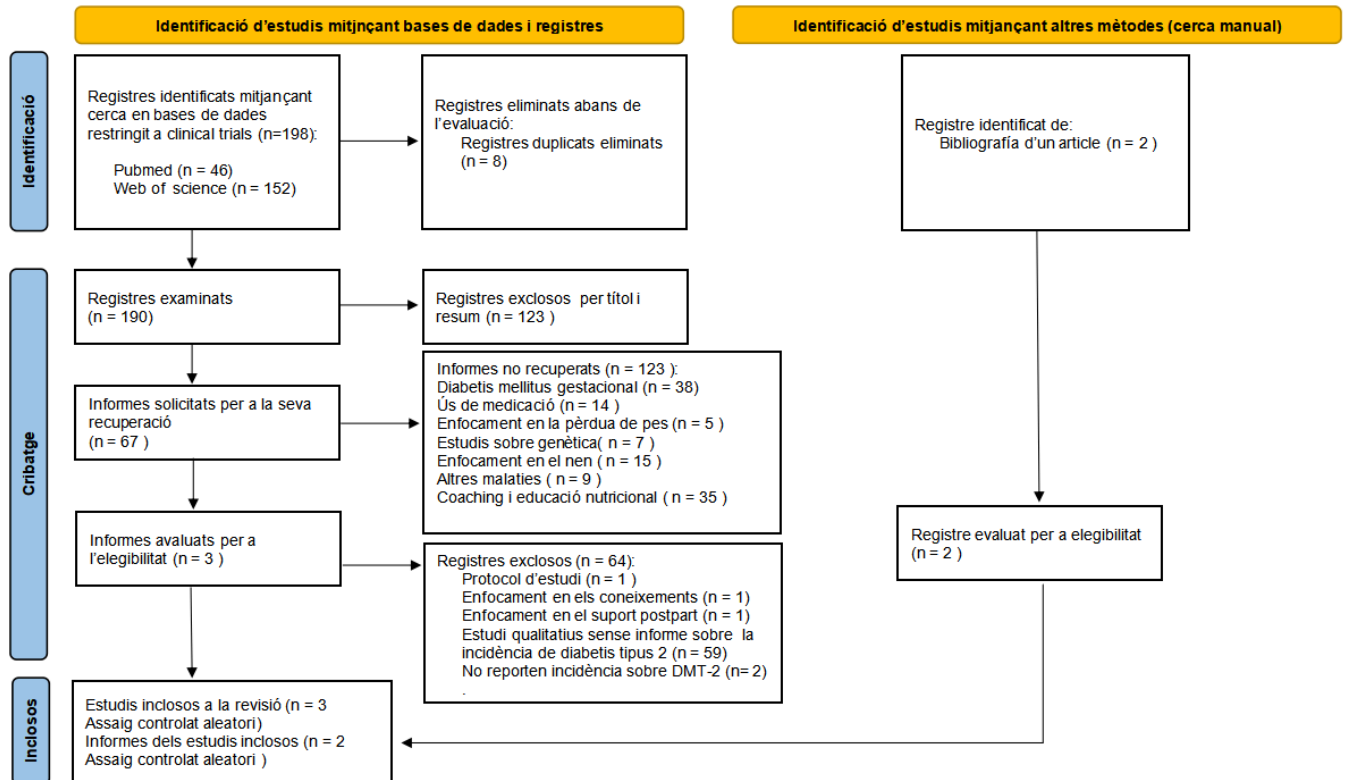 Identificació d'estudis mitjnçant bases de dades i registres
Identificació d'estudis mitjançant altres mètodes (cerca manual)
Identificació
Registres identificats mitjançant
cerca en bases de dades
restringit a clinical trials (n=198):
Pubmed (n = 46)
Web of science (n = 152)
Registres eliminats abans de
l'evaluació:
Registres duplicats eliminats
(n = 8)
Registre identificat de:
Bibliografía d'un article (n = 2 )
Cribatge
Registres examinats
(n = 190)
Registres exclosos per títol i
resum (n = 123 )
Informes solicitats per a la seva
recuperació
(n = 67 )
Informes no recuperats (n = 123 ):
Diabetis mellitus gestacional (n = 38)
Ús de medicació (n = 14 )
Enfocament en la pèrdua de pes (n = 5 )
Estudis sobre genètica( n = 7 )
Enfocament en el nen ( n = 15 )
Altres malaties ( n = 9 )
Coaching i educació nutricional ( n = 35 )
Informes avaluats per a
l'elegibilitat (n = 3 )
Registres exclosos (n = 64):
Protocol d'estudi (n = 1 )
Enfocament en els coneixements (n = 1)
Enfocament en el suport postpart (n = 1)
Estudi qualitatius sense informe sobre la
incidència de diabetis tipus 2 (n = 59)
No reporten incidència sobre DMT-2 (n= 2)
.
Registre evaluat per a elegibilitat
(n = 2 )
Inclosos
Estudis inclosos a la revisió (n = 3
Assaig controlat aleatori)
Informes dels estudis inclosos (n = 2
Assaig controlat aleatori )